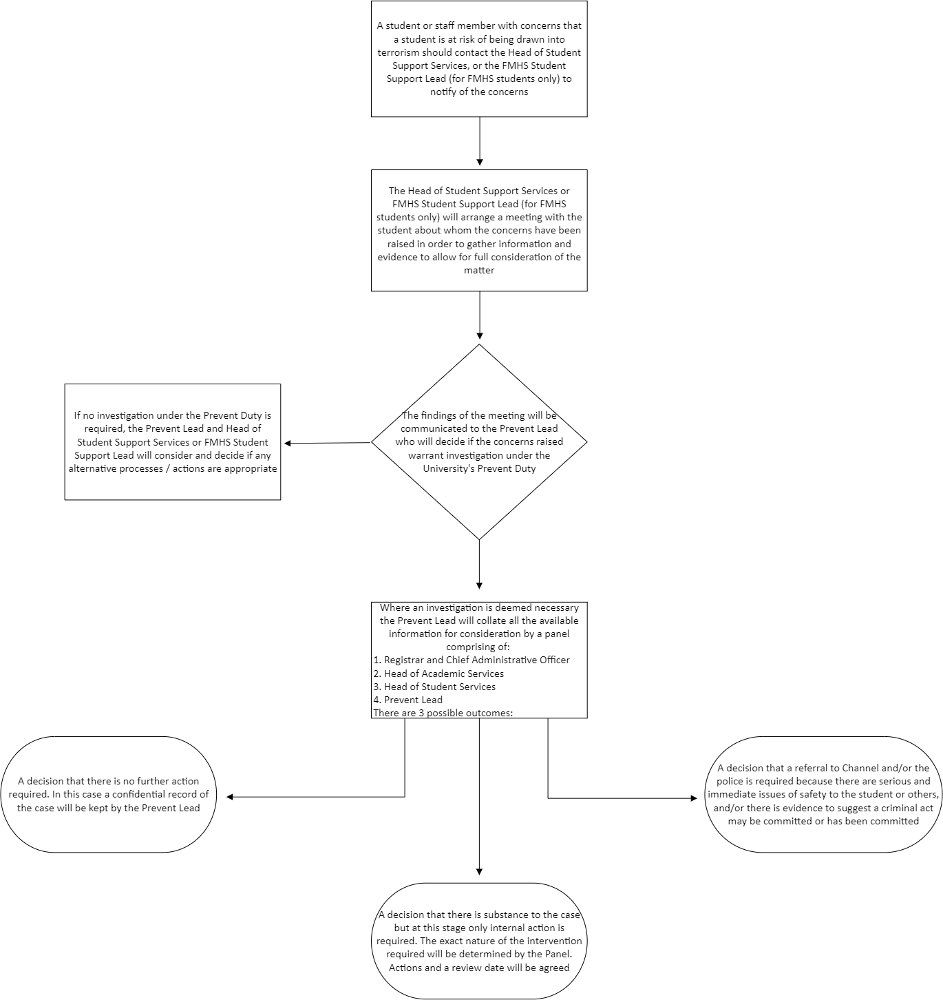 A student or staff member with concerns that
a student is at risk of being drawn into
terrorism should contact the Head of Student
Support Services, or the FMHS Student
Support Lead (for FMHS students only) to
notify of the concerns
The Head of Student Support Services or
FMHS Student Support Lead (for FMHS
students only) will arrange a meeting with the
student about whom the concerns have been
raised in order to gather information and
evidence to allow for full consideration of the
matter
The findings of the meeting will be
communicated to the Prevent Lead
who will decide if the concerns raised
warrant investigation under the
University's Prevent Duty
If no investigation under the Prevent Duty is
required, the Prevent Lead and Head of
Student Support Services or FMHS Student
Support Lead will consider and decide if any
alternative processes / actions are appropriate
Where an investigation is deemed necessary
the Prevent Lead will collate all the available
information for consideration by a panel
comprising of:
1. Registrar and Chief Administrative Officer
2. Head of Academic Services
3. Head of Student Services
4. Prevent Lead
There are 3 possible outcomes:
A decision that there is no further action
required. In this case a confidential record of
the case will be kept by the Prevent Lead
A decision that there is substance to the case
but at this stage only internal action is
required. The exact nature of the intervention
required will be determined by the Panel.
Actions and a review date will be agreed
A decision that a referral to Channel and/or the
police is required because there are serious and
immediate issues of safety to the student or others,
and/or there is evidence to suggest a criminal act
may be committed or has been committed